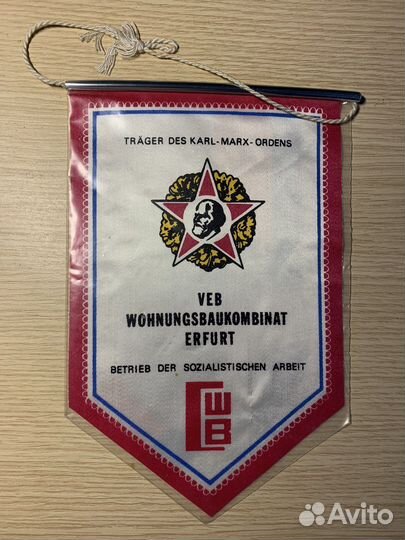 TRÄGER DES KARL-MARX-ORDENS
VEB
WOHNUNGSBAUKOMBINAT
ERFURT
BETRIEB DER SOZIALISTISCHEN ARBEIT
W
B
Avito